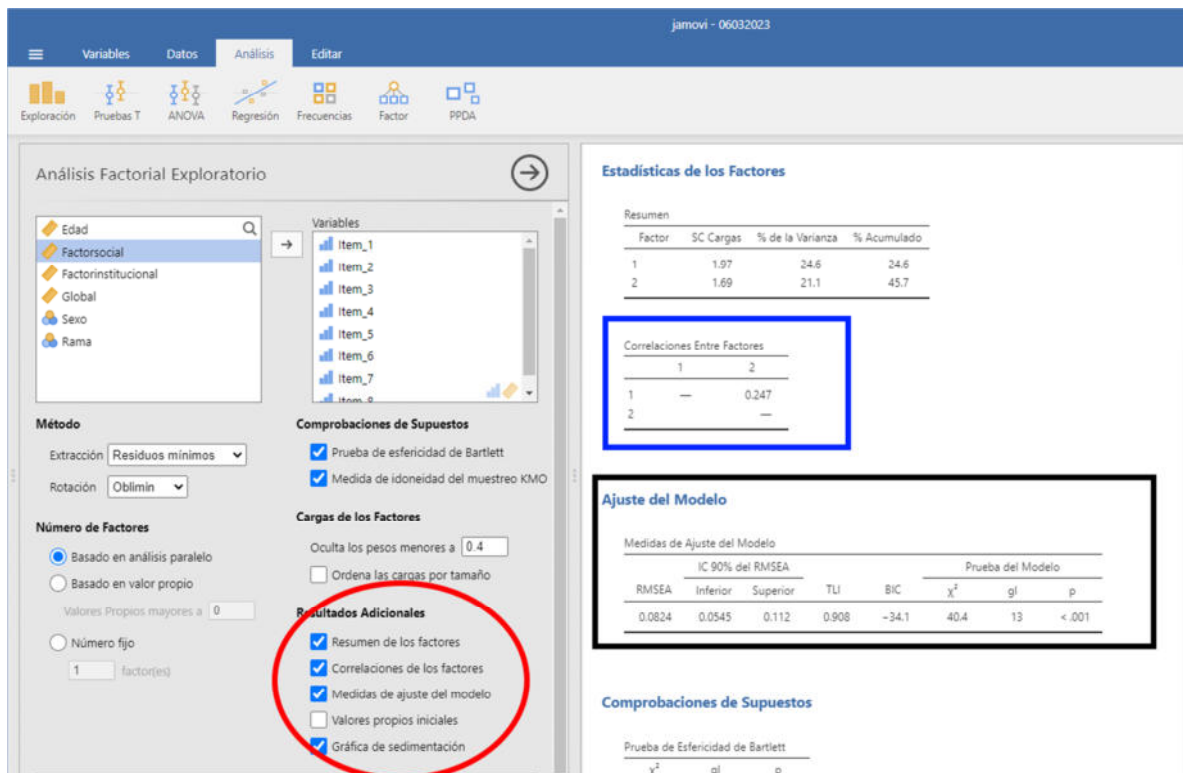 jamovi - 06032023
Variables Datos Análisis Editar
Exploración Pruebas T ANOVA Regresión Frecuencias Factor PPDA
Análisis Factorial Exploratorio
Edad
Factorsocial
Factorinstitucional
Global
Sexo
Rama
Variables
Item_1
Item_2
Item_3
Item_4
Item_5
Item_6
Item_7
Item_8
Método
Extracción Residuos mínimos
Rotación Oblimin
Número de Factores
Basado en análisis paralelo
Basado en valor propio
Valores Propios mayores a 0
Número fijo
1 factor(es)
Comprobaciones de Supuestos
Prueba de esfericidad de Bartlett
Medida de idoneidad del muestreo KMO
Cargas de los Factores
Oculta los pesos menores a 0.4
Ordena las cargas por tamaño
Resultados Adicionales
Resumen de los factores
Correlaciones de los factores
Medidas de ajuste del modelo
Valores propios iniciales
Gráfica de sedimentación
Estadísticas de los Factores
Resumen
Factor SC Cargas % de la Varianza % Acumulado
1 1.97 24.6 24.6
2 1.69 21.1 45.7
Correlaciones Entre Factores
1 2
1 — 0.247
2 —
Ajuste del Modelo
Medidas de Ajuste del Modelo
IC 90% del RMSEA Prueba del Modelo
RMSEA Inferior Superior TLI BIC χ² gl p
0.0824 0.0545 0.112 0.908 −34.1 40.4 13 < .001
Comprobaciones de Supuestos
Prueba de Esfericidad de Bartlett
χ² gl p